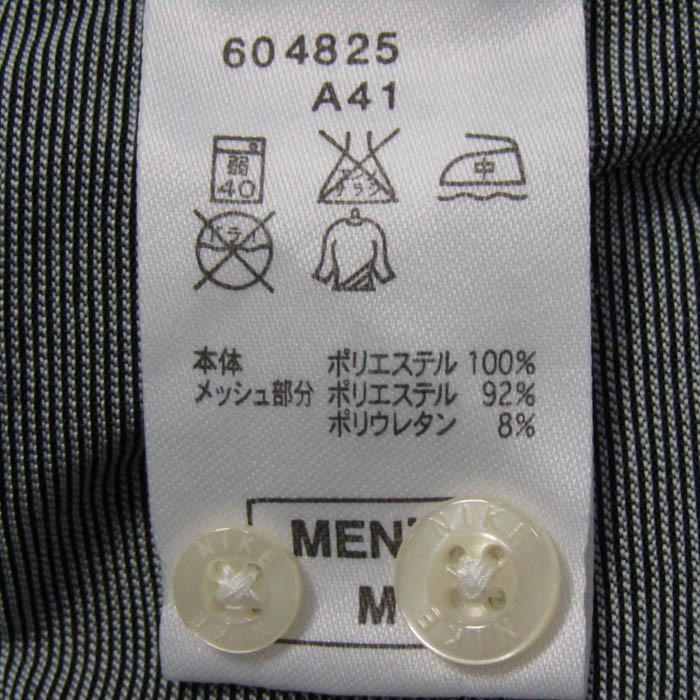 604825
A41
弱
40
エンソ
サラシ
中
ドライ
本体 ポリエステル 100%
メッシュ部分 ポリエステル 92%
ポリウレタン 8%
MEN
M
NIKE
NIKE
NIKE